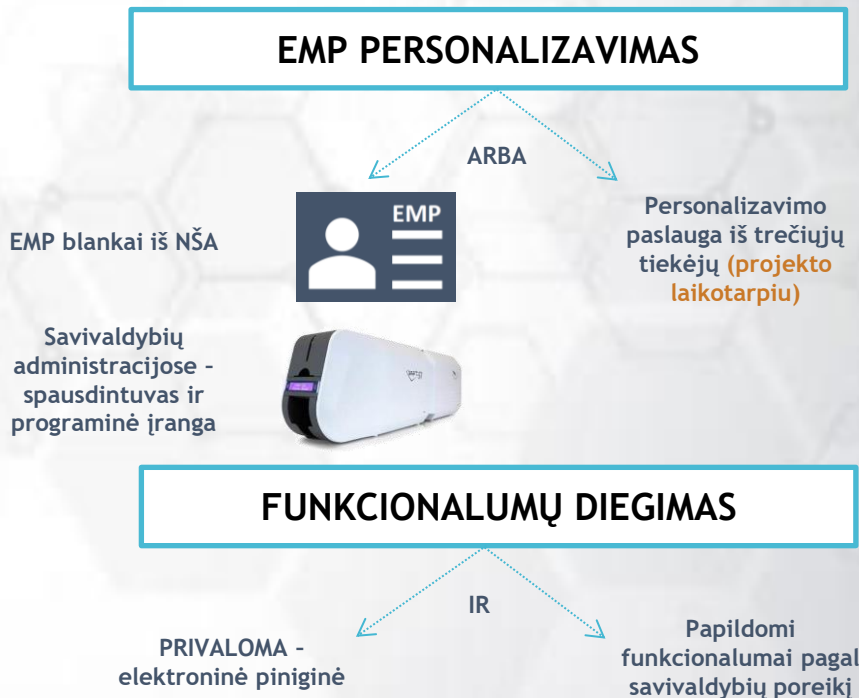 EMP PERSONALIZAVIMAS
ARBA
EMP blankai iš NŠA
EMP
Personalizavimo
paslauga iš trečiųjų
tiekėjų (projekto
laikotarpiu)
Savivaldybių
administracijose –
spausdintuvas ir
programinė įranga
FUNKCIONALUMŲ DIEGIMAS
IR
PRIVALOMA –
elektroninė piniginė
Papildomi
funkcionalumai pagal
savivaldybių poreikį